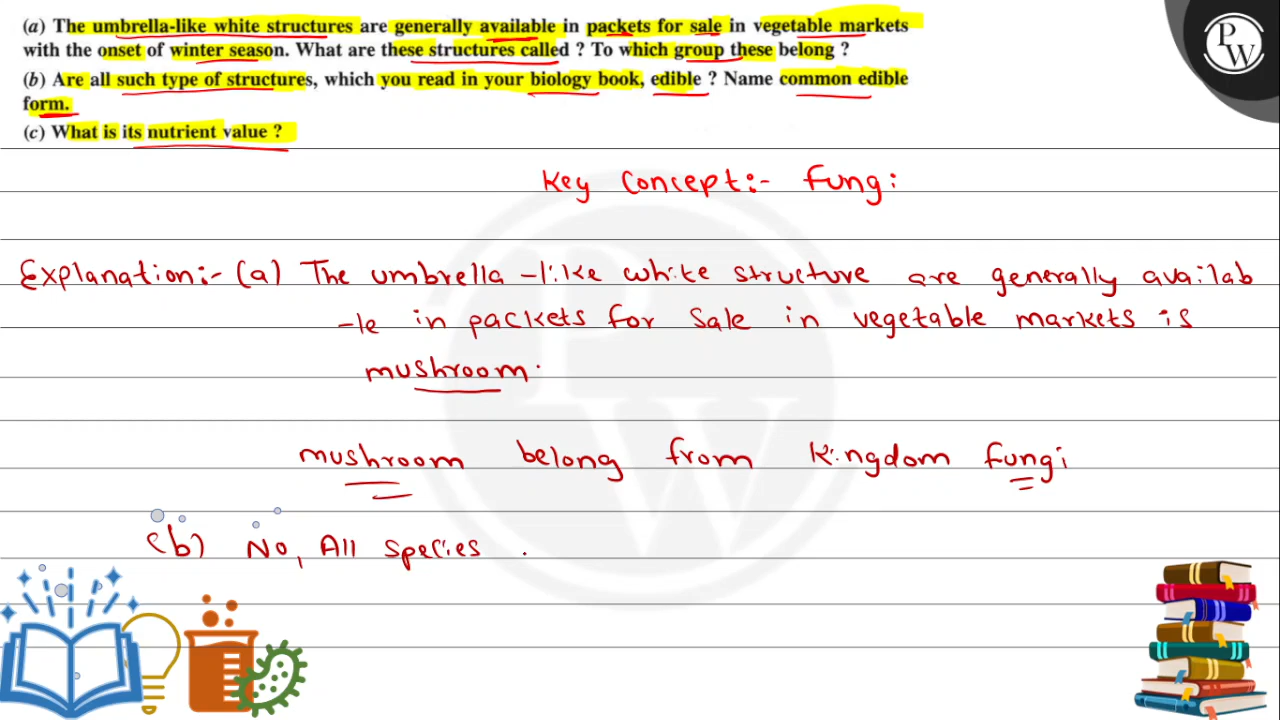 (a) The umbrella-like white structures are generally available in packets for sale in vegetable markets
with the onset of winter season. What are these structures called ? To which group these belong ?
(b) Are all such type of structures, which you read in your biology book, edible ? Name common edible
form.
(c) What is its nutrient value ?
PW
Key Concept:- Fungi
Explanation:- (a) The umbrella -like white structure are generally availab
-le in packets for sale in vegetable markets is
mushroom.
mushroom belong from kingdom fungi
(b) No, All species